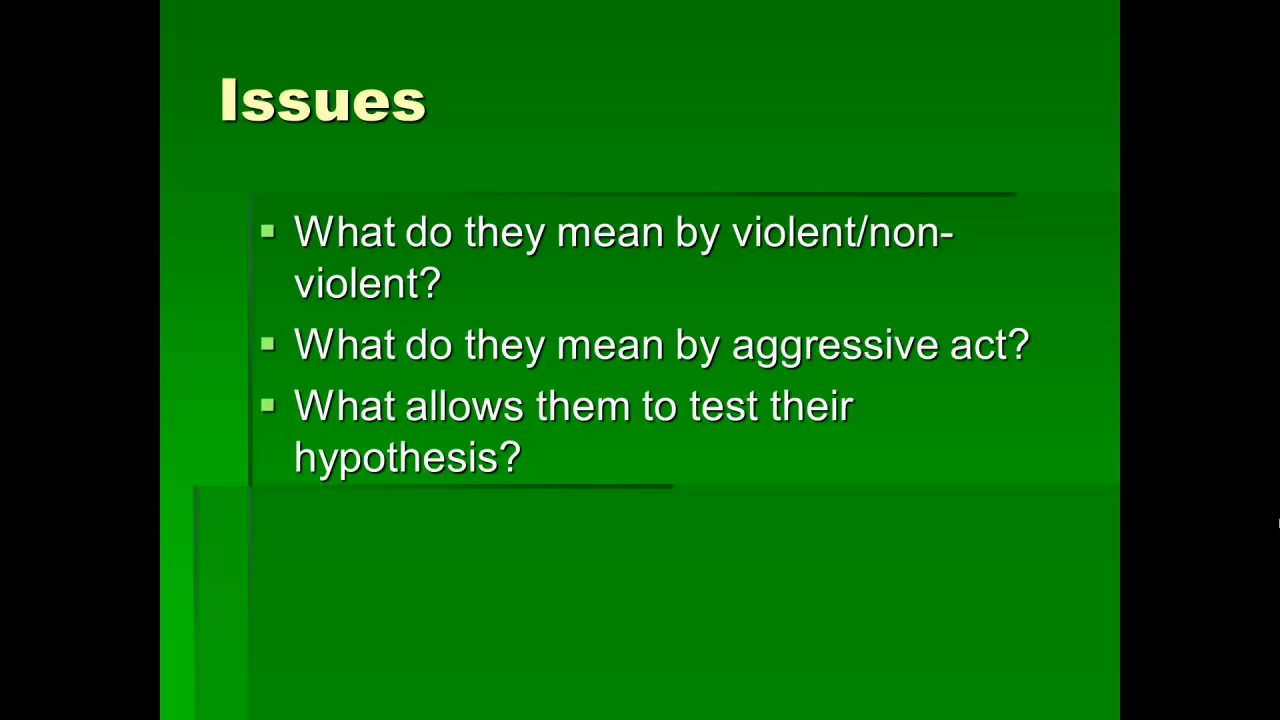 Issues
What do they mean by violent/non-
violent?
What do they mean by aggressive act?
What allows them to test their
hypothesis?